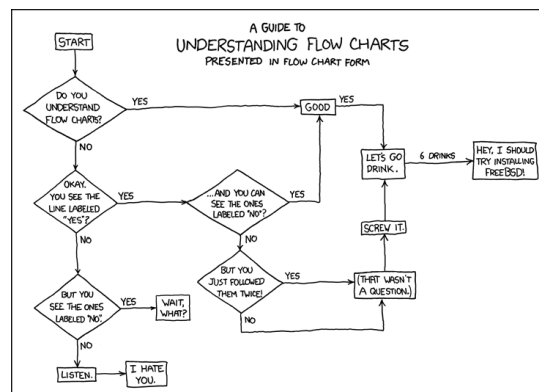 A GUIDE TO
UNDERSTANDING FLOW CHARTS
PRESENTED IN FLOW CHART FORM
START
DO YOU
UNDERSTAND
FLOW CHARTS?
YES
GOOD
YES
NO
LET'S GO
DRINK.
6 DRINKS
HEY, I SHOULD
TRY INSTALLING
FREEBSD!
OKAY.
YOU SEE THE
LINE LABELED
"YES"?
YES
...AND YOU CAN
SEE THE ONES
LABELED "NO"?
YES
NO
NO
SCREW IT.
BUT YOU
JUST FOLLOWED
THEM TWICE!
YES
(THAT WASN'T
A QUESTION.)
NO
BUT YOU
SEE THE ONES
LABELED "NO".
YES
WAIT,
WHAT?
NO
LISTEN.
I HATE
YOU.